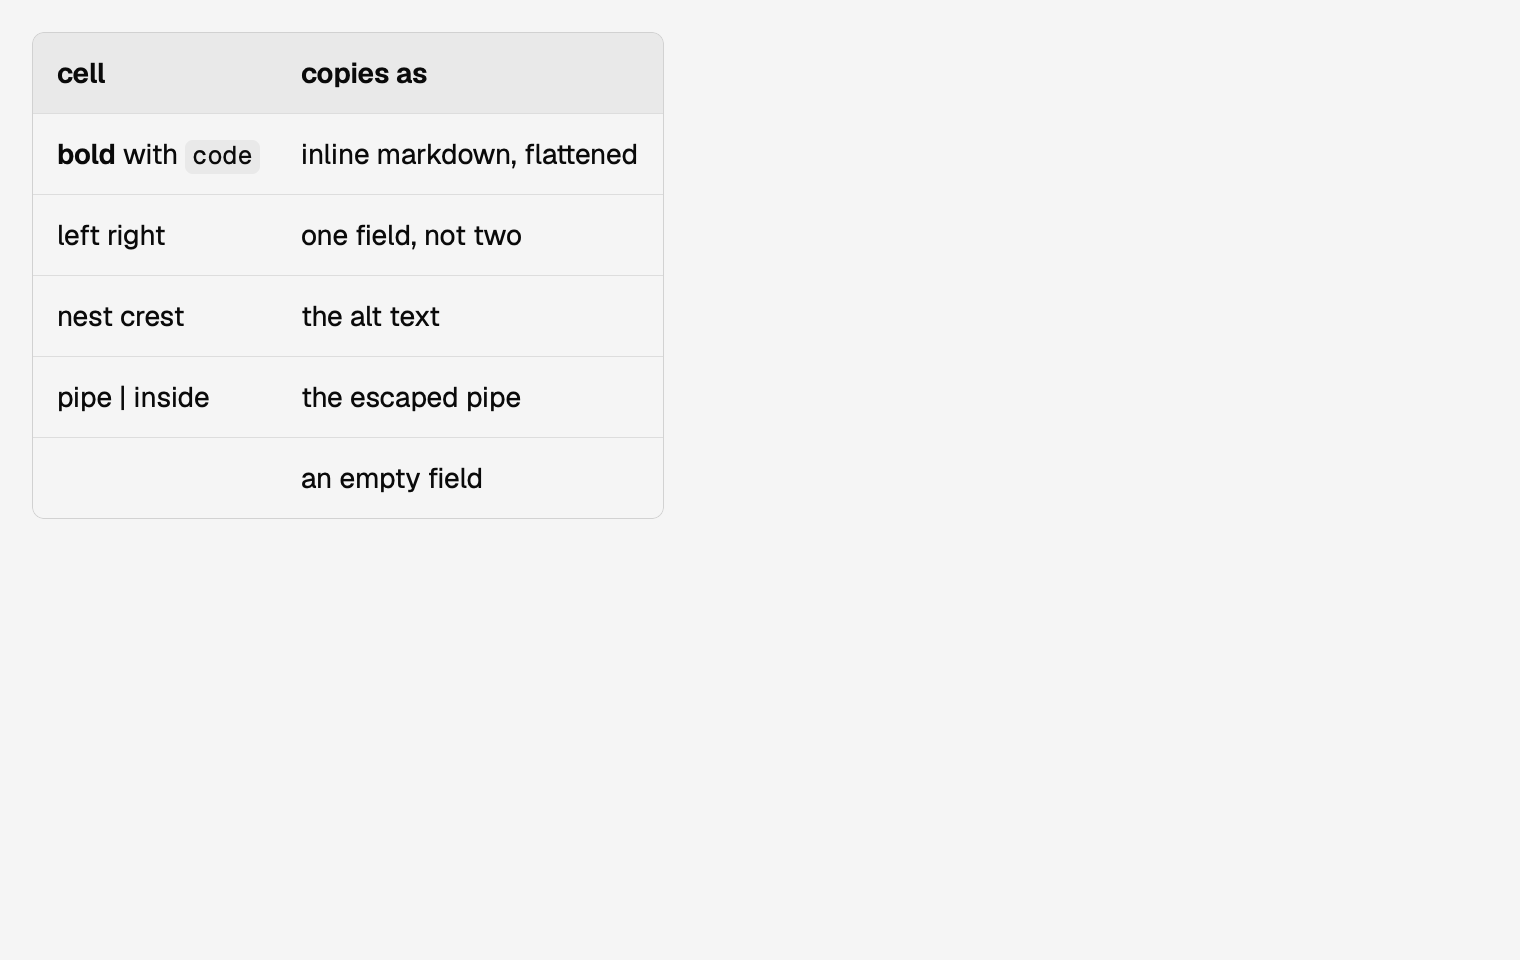 cell copies as
bold with code inline markdown, flattened
left right one field, not two
nest crest the alt text
pipe | inside the escaped pipe
an empty field